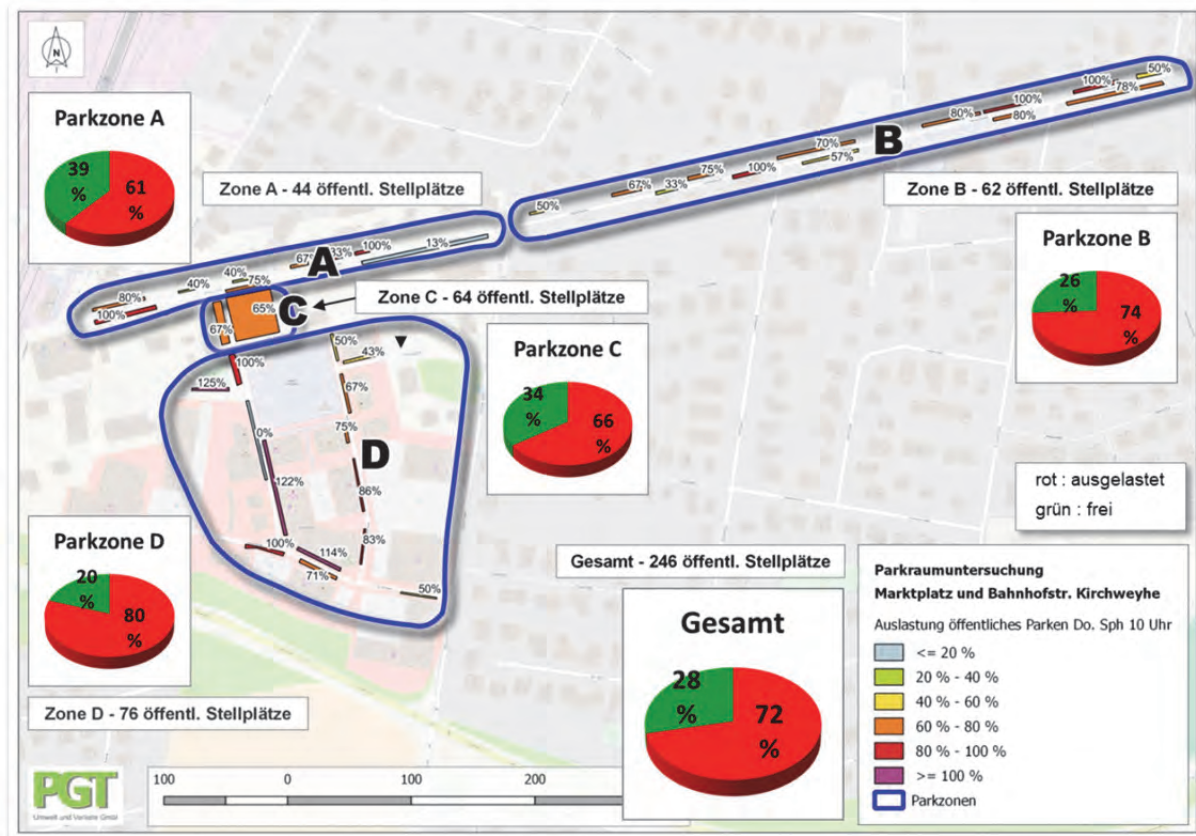 N
Parkzone A
39
%
61
%
Zone A - 44 öffentl. Stellplätze
50%
100%
78%
100%
80%
80%
B
70%
57%
100%
75%
33%
67%
50%
Zone B - 62 öffentl. Stellplätze
Parkzone B
26
%
74
%
13%
100%
33%
67%
A
40%
75%
40%
80%
100%
Zone C - 64 öffentl. Stellplätze
65%
C
67%
Parkzone C
34
%
66
%
50%
43%
100%
125%
67%
0%
75%
D
122%
86%
83%
100%
114%
71%
50%
rot : ausgelastet
grün : frei
Parkzone D
20
%
80
%
Zone D - 76 öffentl. Stellplätze
Gesamt - 246 öffentl. Stellplätze
Gesamt
28
%
72
%
Parkraumuntersuchung
Marktplatz und Bahnhofstr. Kirchweyhe
Auslastung öffentliches Parken Do. Sph 10 Uhr
<= 20 %
20 % - 40 %
40 % - 60 %
60 % - 80 %
80 % - 100 %
>= 100 %
Parkzonen
PGT
Umwelt und Verkehr GmbH
100 0 100 200